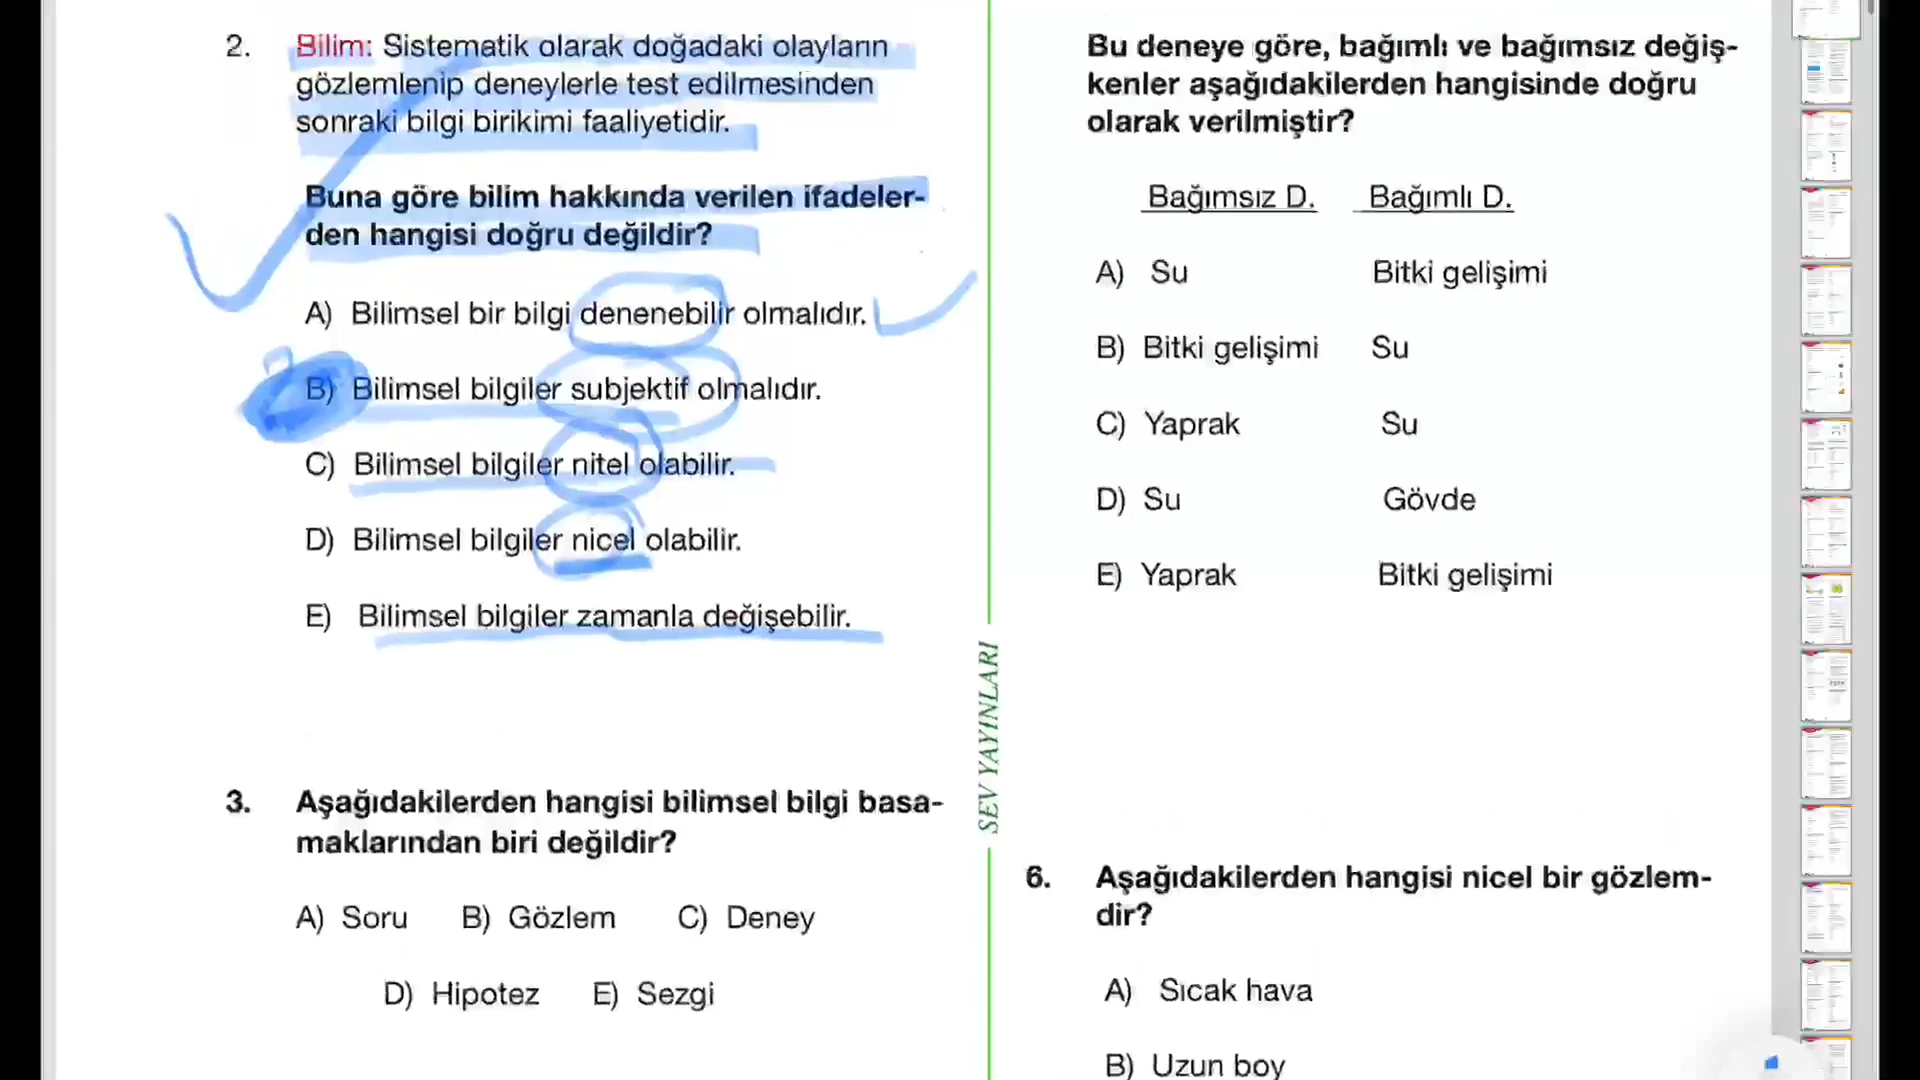 2. Bilim: Sistematik olarak doğadaki olayların
gözlemlenip deneylerle test edilmesinden
sonraki bilgi birikimi faaliyetidir.
Buna göre bilim hakkında verilen ifadeler-
den hangisi doğru değildir?
A) Bilimsel bir bilgi denenebilir olmalıdır.
B) Bilimsel bilgiler subjektif olmalıdır.
C) Bilimsel bilgiler nitel olabilir.
D) Bilimsel bilgiler nicel olabilir.
E) Bilimsel bilgiler zamanla değişebilir.
3. Aşağıdakilerden hangisi bilimsel bilgi basa-
maklarından biri değildir?
A) Soru B) Gözlem C) Deney
D) Hipotez E) Sezgi
SEV YAYINLARI
Bu deneye göre, bağımlı ve bağımsız değiş-
kenler aşağıdakilerden hangisinde doğru
olarak verilmiştir?
Bağımsız D. Bağımlı D.
A) Su Bitki gelişimi
B) Bitki gelişimi Su
C) Yaprak Su
D) Su Gövde
E) Yaprak Bitki gelişimi
6. Aşağıdakilerden hangisi nicel bir gözlem-
dir?
A) Sıcak hava
B) Uzun boy